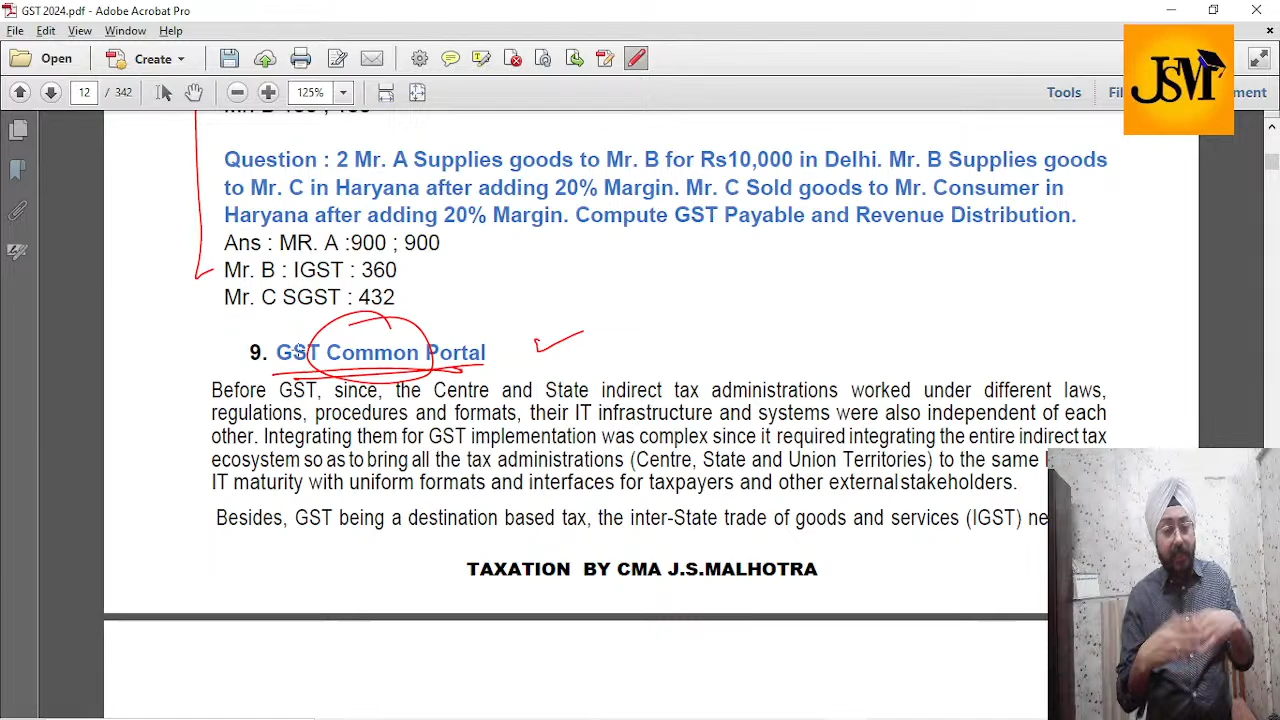 GST 2024.pdf - Adobe Acrobat Pro
File Edit View Window Help
Open Create
12 / 342 125% Tools ment
Question : 2 Mr. A Supplies goods to Mr. B for Rs10,000 in Delhi. Mr. B Supplies goods
to Mr. C in Haryana after adding 20% Margin. Mr. C Sold goods to Mr. Consumer in
Haryana after adding 20% Margin. Compute GST Payable and Revenue Distribution.
Ans : MR. A :900 ; 900
Mr. B : IGST : 360
Mr. C SGST : 432
9. GST Common Portal
Before GST, since, the Centre and State indirect tax administrations worked under different laws,
regulations, procedures and formats, their IT infrastructure and systems were also independent of each
other. Integrating them for GST implementation was complex since it required integrating the entire indirect tax
ecosystem so as to bring all the tax administrations (Centre, State and Union Territories) to the same
IT maturity with uniform formats and interfaces for taxpayers and other external stakeholders.
Besides, GST being a destination based tax, the inter-State trade of goods and services (IGST) ne
TAXATION BY CMA J.S.MALHOTRA
JSM